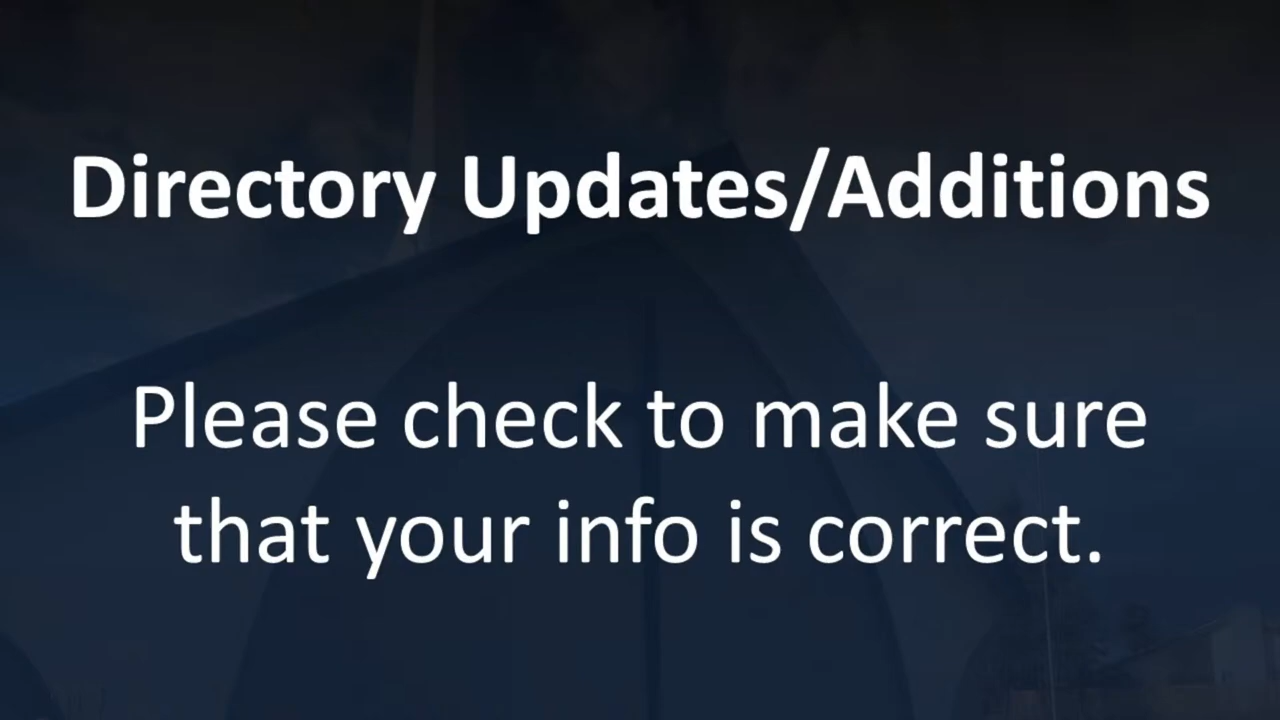 Directory Updates/Additions
Please check to make sure
that your info is correct.